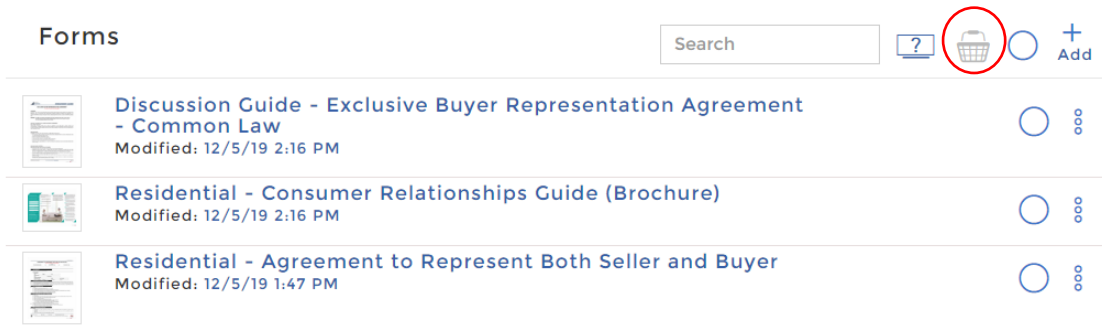 Forms
Search
?
Add
Discussion Guide - Exclusive Buyer Representation Agreement
- Common Law
Modified: 12/5/19 2:16 PM
Residential - Consumer Relationships Guide (Brochure)
Modified: 12/5/19 2:16 PM
Residential - Agreement to Represent Both Seller and Buyer
Modified: 12/5/19 1:47 PM